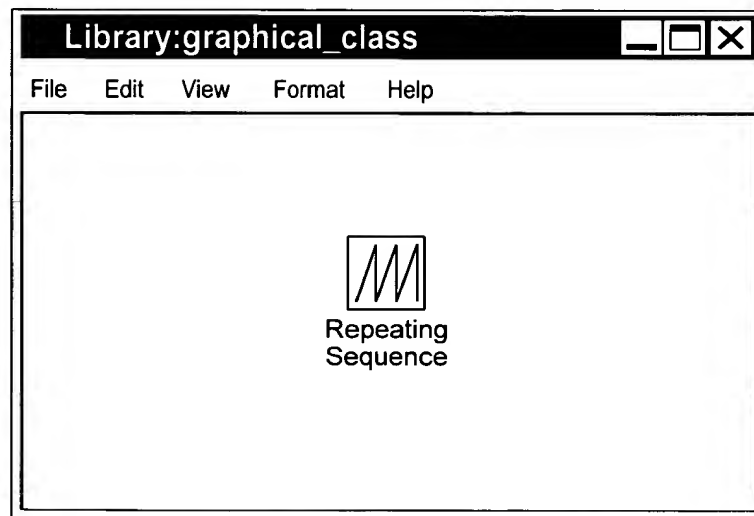 Library:graphical_class
File Edit View Format Help
Repeating
Sequence